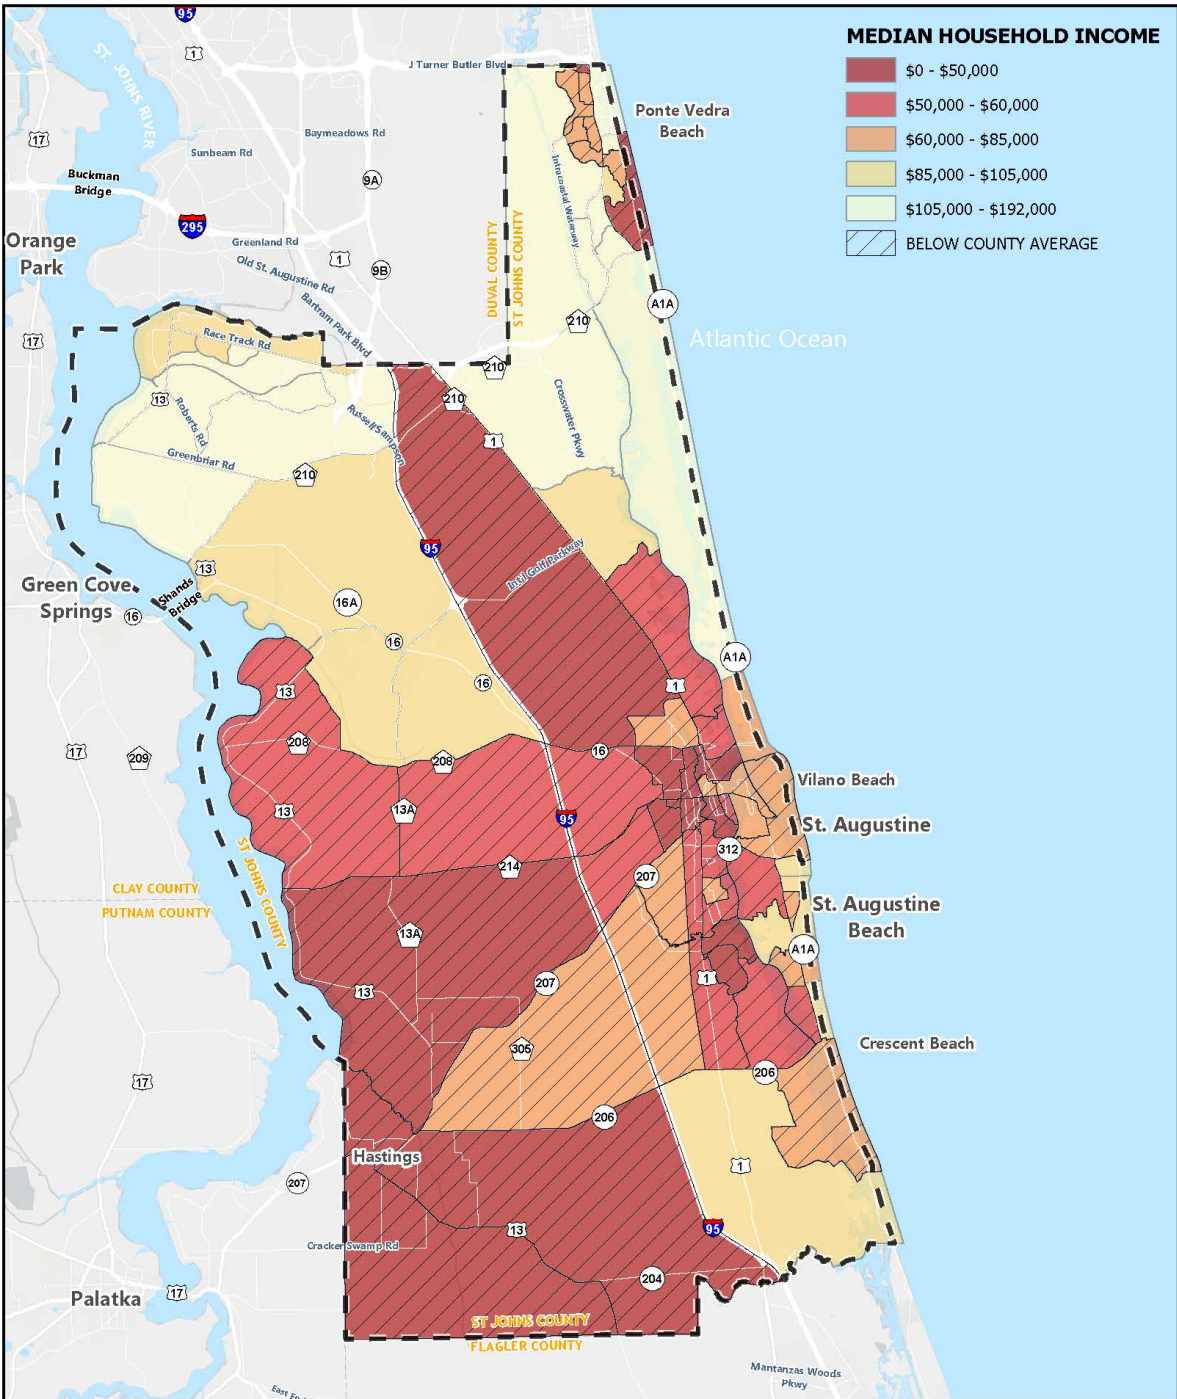 MEDIAN HOUSEHOLD INCOME
$0 - $50,000
$50,000 - $60,000
$60,000 - $85,000
$85,000 - $105,000
$105,000 - $192,000
BELOW COUNTY AVERAGE
95
1
J Turner Butler Blvd
ST. JOHNS RIVER
Ponte Vedra
Beach
17
Baymeadows Rd
Sunbeam Rd
Buckman
Bridge
9A
Intracoastal Waterway
295
Orange
Park
Greenland Rd
1
9B
Old St. Augustine Rd
DUVAL COUNTY
ST JOHNS COUNTY
Bartram Park Blvd
A1A
210
17
Race Track Rd
Atlantic Ocean
210
13
210
Roberts Rd
Russell Sampson
Crosswater Pkwy
1
Greenbriar Rd
210
95
Int'l Golf Parkway
13
Green Cove
Springs
Shands
Bridge
16
16A
16
A1A
16
13
1
208
208
16
17
209
Vilano Beach
13
13A
95
St. Augustine
312
214
207
ST JOHNS COUNTY
CLAY COUNTY
PUTNAM COUNTY
St. Augustine
Beach
13A
A1A
13
207
1
305
Crescent Beach
17
206
206
Hastings
1
207
13
95
Cracker Swamp Rd
204
Palatka
17
ST JOHNS COUNTY
FLAGLER COUNTY
Mantanzas Woods
Pkwy
East End